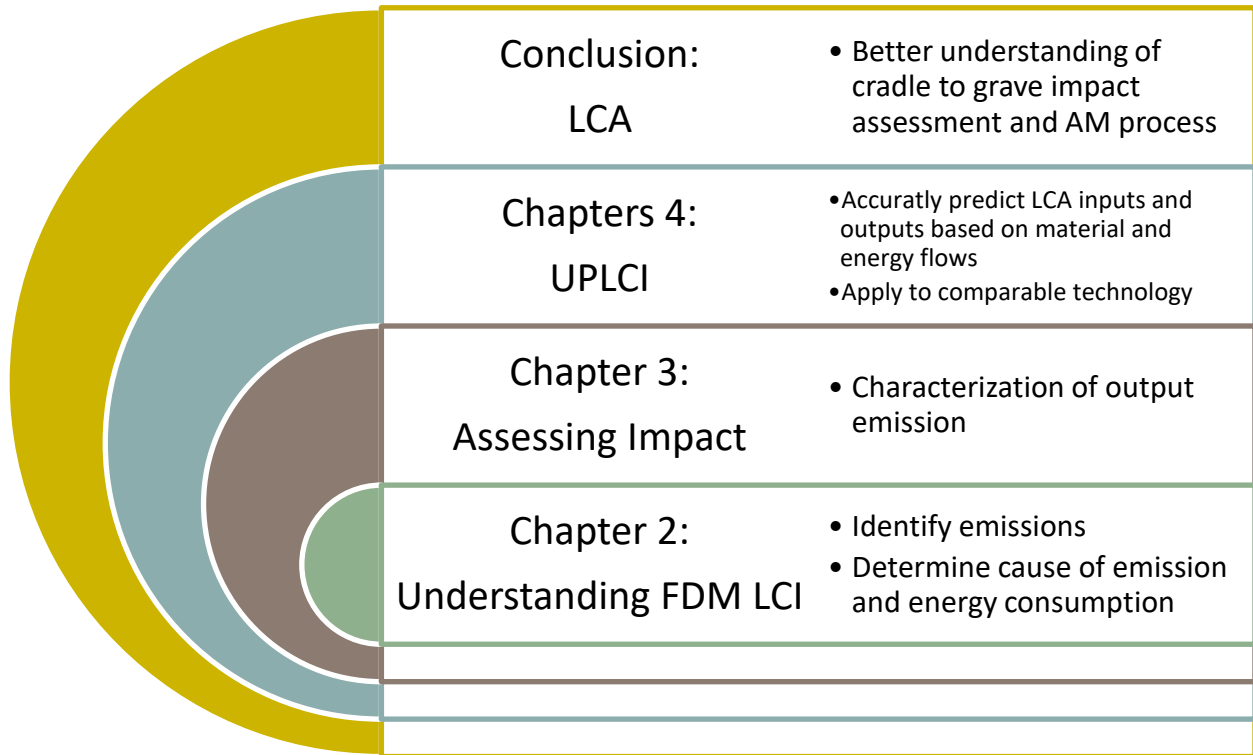 Conclusion:
LCA
• Better understanding of
cradle to grave impact
assessment and AM process
Chapters 4:
UPLCI
•Accuratly predict LCA inputs and
outputs based on material and
energy flows
•Apply to comparable technology
Chapter 3:
Assessing Impact
• Characterization of output
emission
Chapter 2:
Understanding FDM LCI
• Identify emissions
• Determine cause of emission
and energy consumption